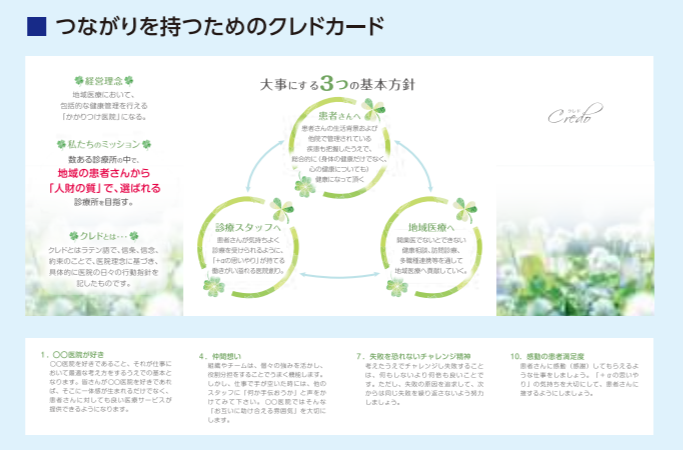 ■ つながりを持つためのクレドカード
経営理念
地域医療において、
包括的な健康管理を行える
「かかりつけ医院」になる。
私たちのミッション
数ある診療所の中で、
地域の患者さんから
「人財の質」で、選ばれる
診療所を目指す。
クレドとは・・・
クレドとはラテン語で、信条、信念、
約束のことで、医院理念に基づき、
具体的に医院の日々の行動指針を
記したものです。
大事にする3つの基本方針
患者さんへ
患者さんの生活背景および
他院で管理されている
疾患も把握したうえで、
総合的に（身体の健康だけでなく、
心の健康についても）
健康になって頂く
診療スタッフへ
患者さんが気持ちよく
診療を受けられるように、
「+αの思いやり」が持てる
働きがい溢れる医院創り。
地域医療へ
開業医でないとできない
健康相談、訪問診療、
多職種連携等を通して
地域医療へ貢献していく。
クレド
Credo
1．〇〇医院が好き
〇〇医院を好きであること、それが仕事に
おいて最適な考え方をするうえでの基本と
なります。皆さんが〇〇医院を好きであれ
ば、そこに一体感が生まれるだけでなく、
患者さんに対しても良い医療サービスが
提供できるようになります。
4．仲間想い
組織やチームは、個々の強みを活かし、
役割分担をすることでうまく機能します。
しかし、仕事で手が空いた時には、他の
スタッフに「何か手伝おうか」と声をか
けてみて下さい。〇〇医院ではそんな
「お互いに助け合える雰囲気」を大切に
します。
7．失敗を恐れないチャレンジ精神
考えたうえでチャレンジし失敗すること
は、何もしないより何倍も良いことで
す。ただし、失敗の原因を追求して、次
からは同じ失敗を繰り返さないよう努力
しましょう。
10．感動の患者満足度
患者さんに感動（感謝）してもらえるよ
うな仕事をしましょう。「+αの思いや
り」の気持ちを大切にして、患者さんに
接するようにしましょう。